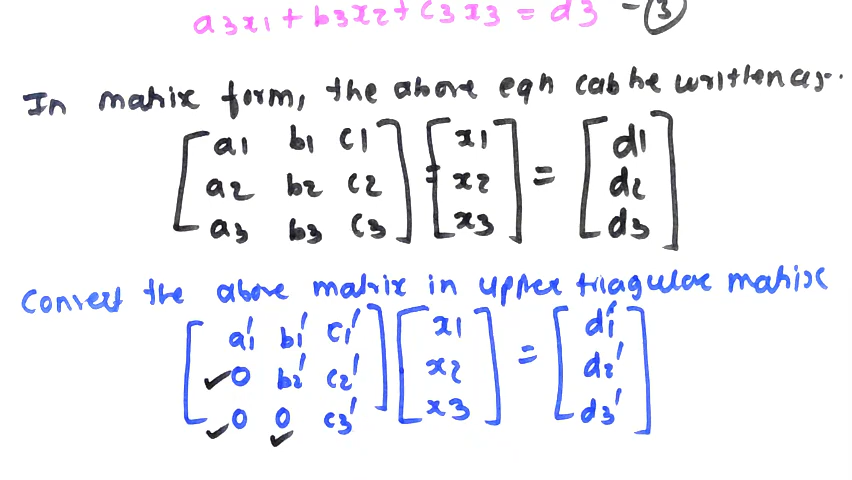 a3x1 + b3x2 + c3x3 = d3 - ③
In matrix form, the above eqn can be written as:-
[a1 b1 c1] [x1] [d1]
[a2 b2 c2] [x2] = [d2]
[a3 b3 c3] [x3] [d3]
Convert the above matrix in upper triagular matrix
[a1' b1' c1'] [x1] [d1']
[0 b2' c2'] [x2] = [d2']
[0 0 c3'] [x3] [d3']